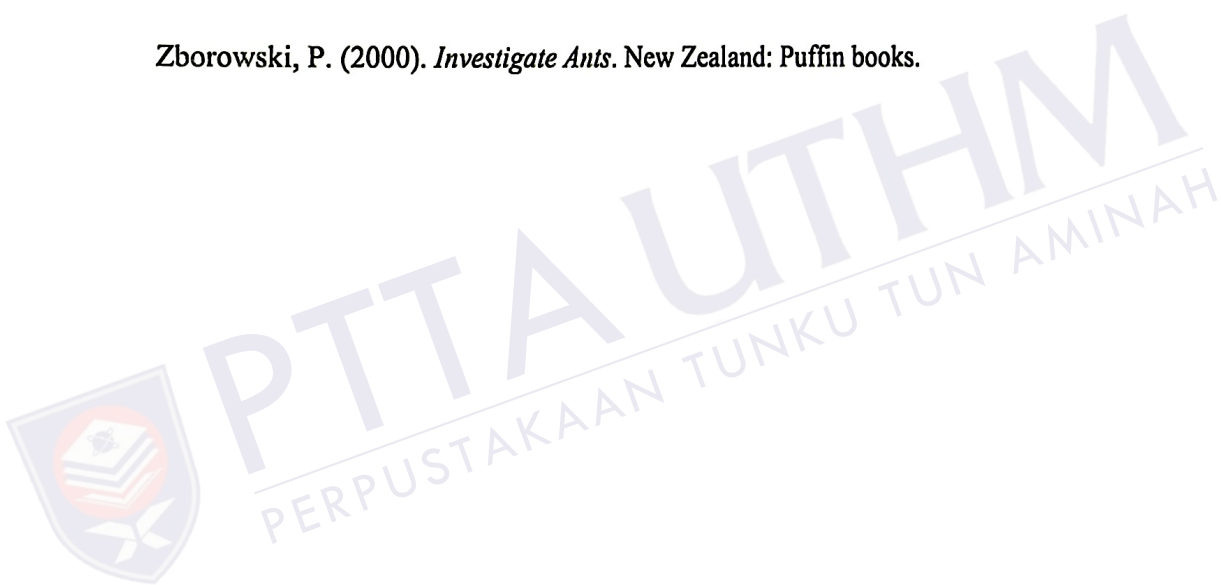 Zborowski, P. (2000). Investigate Ants. New Zealand: Puffin books.
PTTA UTHM
PERPUSTAKAAN TUNKU TUN AMINAH